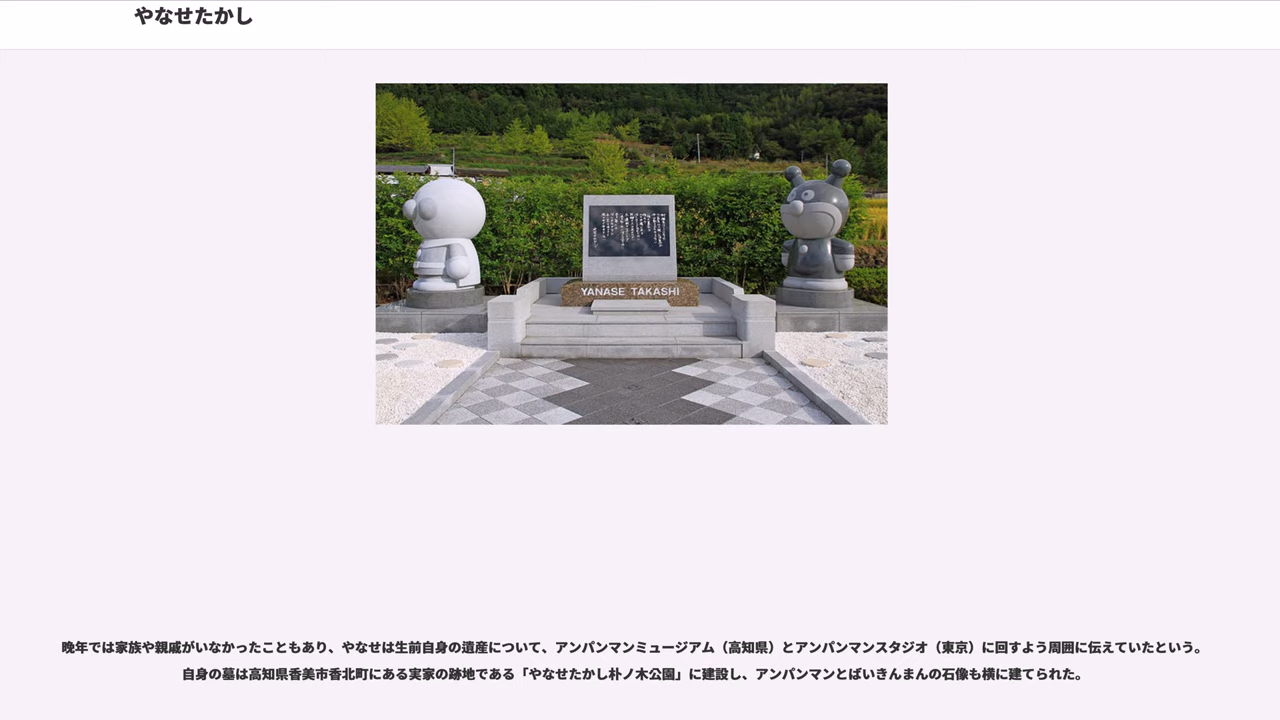 やなせたかし
YANASE TAKASHI
晩年では家族や親戚がいなかったこともあり、やなせは生前自身の遺産について、アンパンマンミュージアム（高知県）とアンパンマンスタジオ（東京）に回すよう周囲に伝えていたという。
自身の墓は高知県香美市香北町にある実家の跡地である「やなせたかし朴ノ木公園」に建設し、アンパンマンとばいきんまんの石像も横に建てられた。